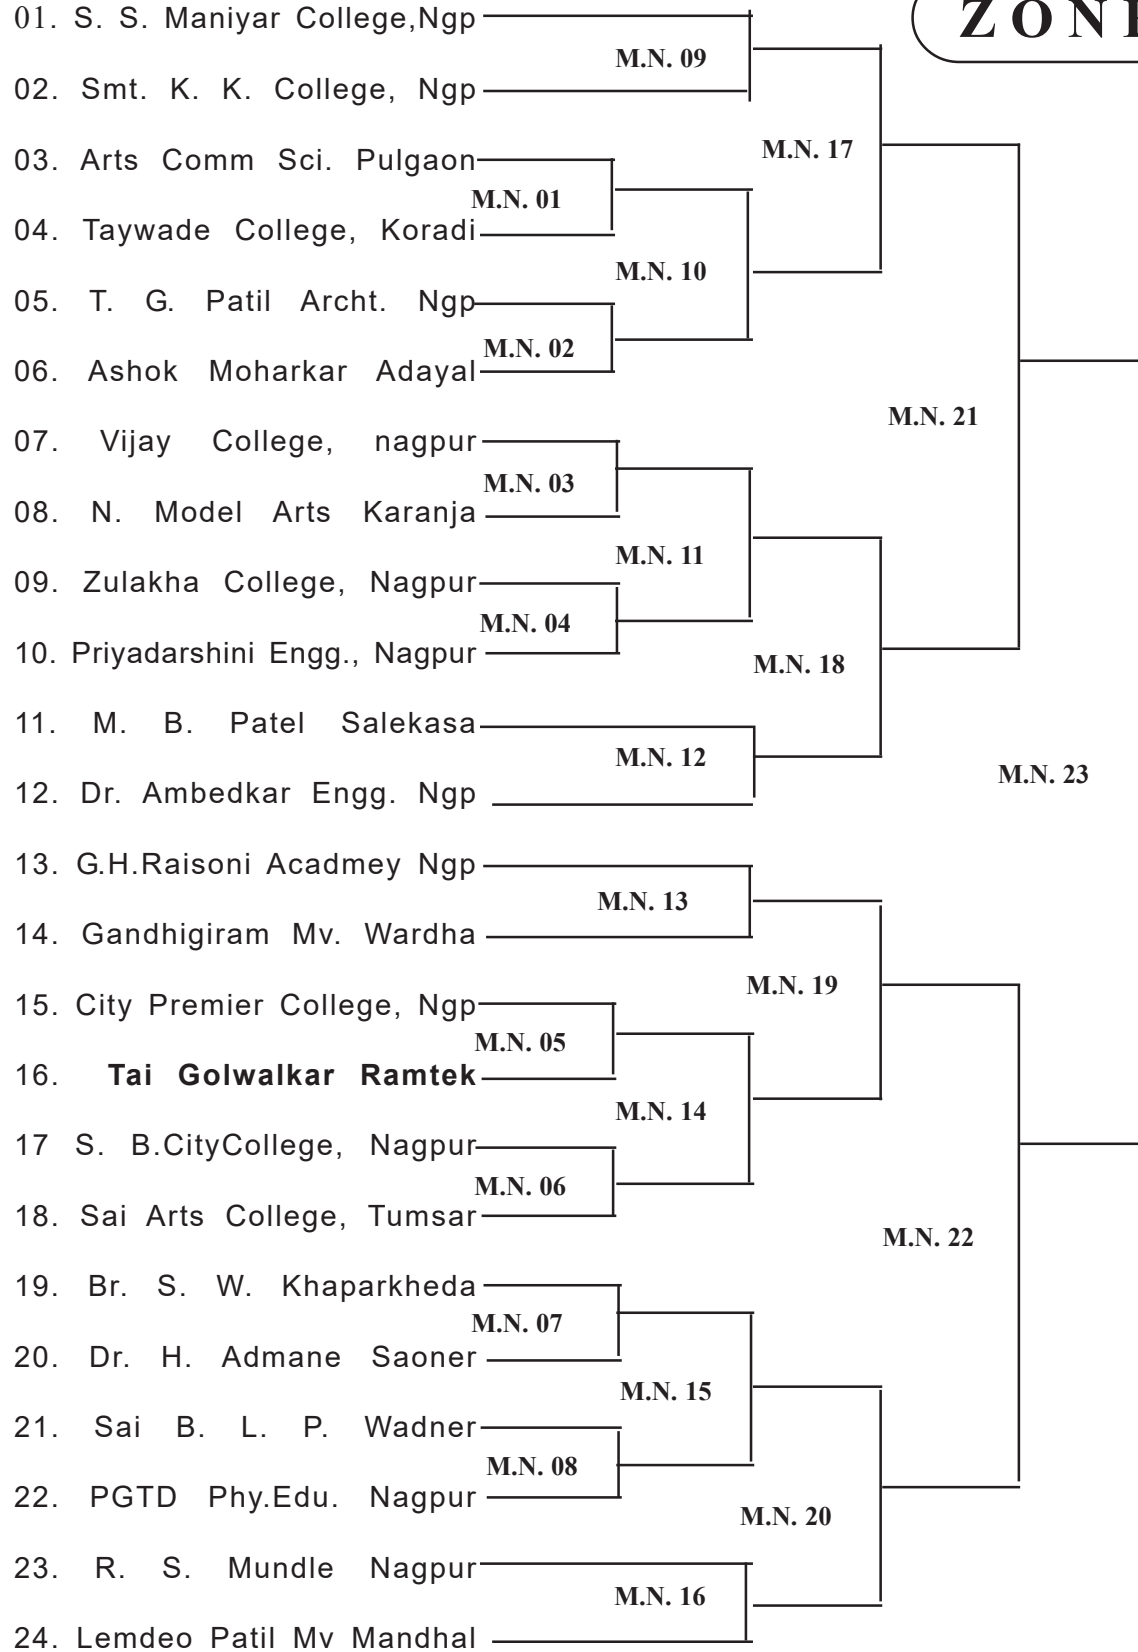 01. S. S. Maniyar College,Ngp
ZONE
M.N. 09
02. Smt. K. K. College, Ngp
M.N. 17
03. Arts Comm Sci. Pulgaon
M.N. 01
04. Taywade College, Koradi
M.N. 10
05. T. G. Patil Archt. Ngp
M.N. 02
06. Ashok Moharkar Adayal
M.N. 21
07. Vijay College, nagpur
M.N. 03
08. N. Model Arts Karanja
M.N. 11
09. Zulakha College, Nagpur
M.N. 04
10. Priyadarshini Engg., Nagpur
M.N. 18
11. M. B. Patel Salekasa
M.N. 12
M.N. 23
12. Dr. Ambedkar Engg. Ngp
13. G.H.Raisoni Acadmey Ngp
M.N. 13
14. Gandhigiram Mv. Wardha
M.N. 19
15. City Premier College, Ngp
M.N. 05
16. Tai Golwalkar Ramtek
M.N. 14
17 S. B.CityCollege, Nagpur
M.N. 06
18. Sai Arts College, Tumsar
M.N. 22
19. Br. S. W. Khaparkheda
M.N. 07
20. Dr. H. Admane Saoner
M.N. 15
21. Sai B. L. P. Wadner
M.N. 08
22. PGTD Phy.Edu. Nagpur
M.N. 20
23. R. S. Mundle Nagpur
M.N. 16
24. Lemdeo Patil Mv Mandhal